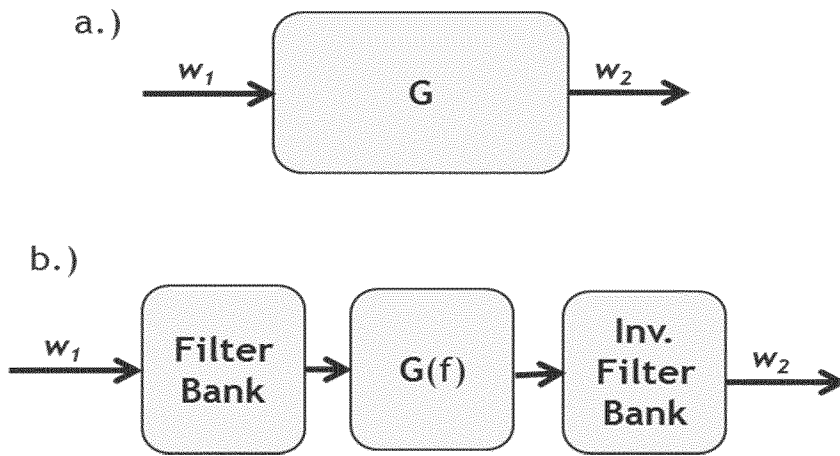 a.)
w₁
G
w₂
b.)
w₁
Filter
Bank
G(f)
Inv.
Filter
Bank
w₂